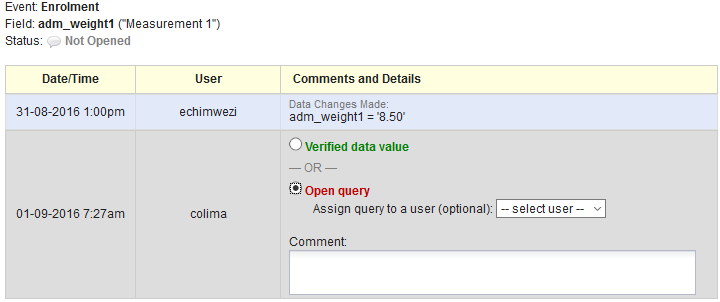 Event: Enrolment
Field: adm_weight1 ("Measurement 1")
Status: Not Opened
Date/Time User Comments and Details
31-08-2016 1:00pm echimwezi Data Changes Made:
adm_weight1 = '8.50'
Verified data value
— OR —
Open query
01-09-2016 7:27am colima Assign query to a user (optional): -- select user --
Comment: